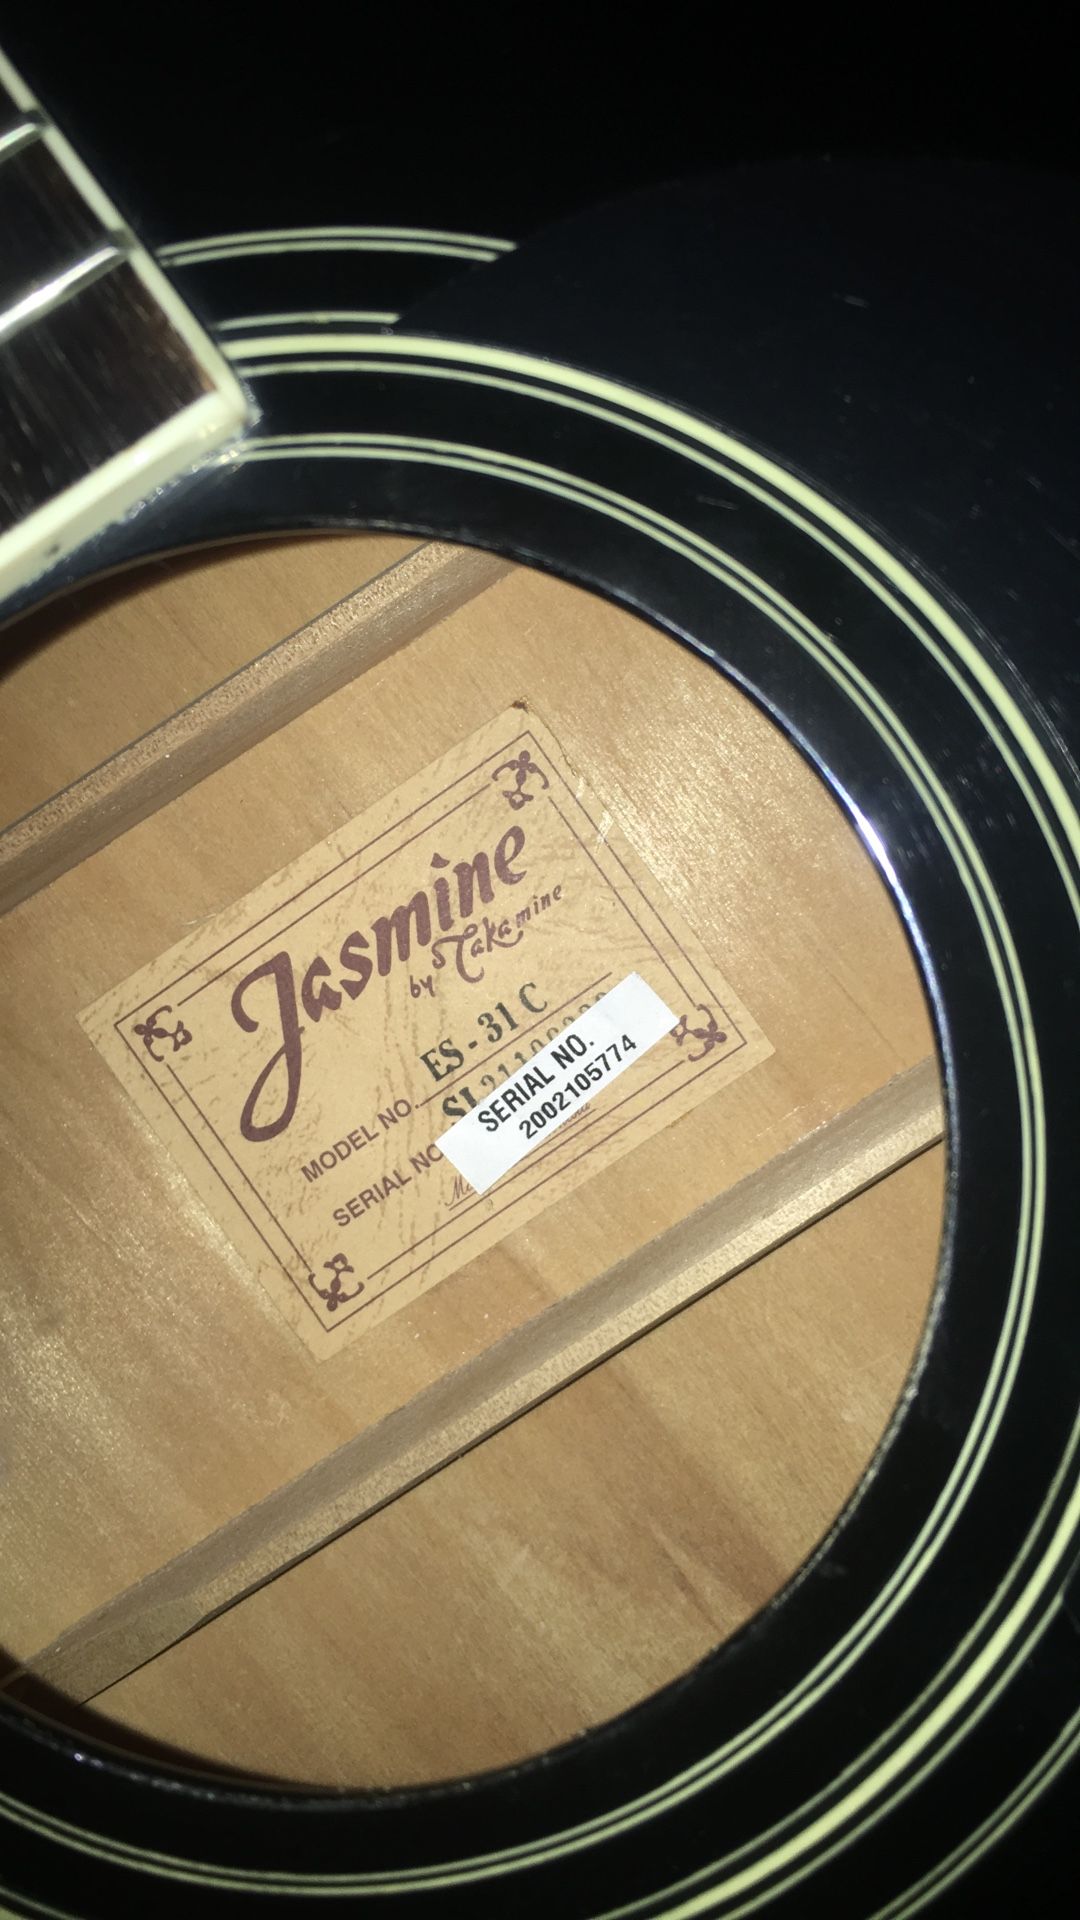 Jasmine
by Takamine
MODEL NO. ES-31C
SERIAL NO.
SERIAL NO.
2002105774